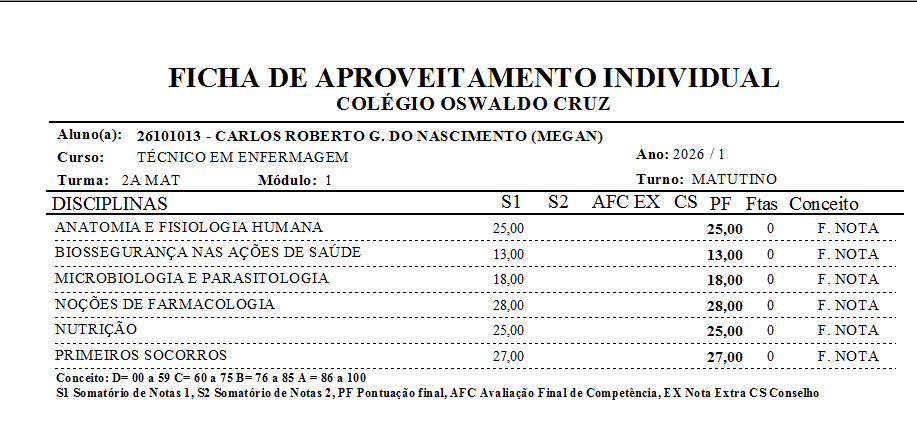 FICHA DE APROVEITAMENTO INDIVIDUAL
COLÉGIO OSWALDO CRUZ
Aluno(a): 26101013 - CARLOS ROBERTO G. DO NASCIMENTO (MEGAN)
Curso: TÉCNICO EM ENFERMAGEM Ano: 2026 / 1
Turma: 2A MAT Módulo: 1 Turno: MATUTINO
DISCIPLINAS S1 S2 AFC EX CS PF Ftas Conceito
ANATOMIA E FISIOLOGIA HUMANA 25,00 25,00 0 F. NOTA
BIOSSEGURANÇA NAS AÇÕES DE SAÚDE 13,00 13,00 0 F. NOTA
MICROBIOLOGIA E PARASITOLOGIA 18,00 18,00 0 F. NOTA
NOÇÕES DE FARMACOLOGIA 28,00 28,00 0 F. NOTA
NUTRIÇÃO 25,00 25,00 0 F. NOTA
PRIMEIROS SOCORROS 27,00 27,00 0 F. NOTA
Conceito: D= 00 a 59 C= 60 a 75 B= 76 a 85 A = 86 a 100
S1 Somatório de Notas 1, S2 Somatório de Notas 2, PF Pontuação final, AFC Avaliação Final de Competência, EX Nota Extra CS Conselho